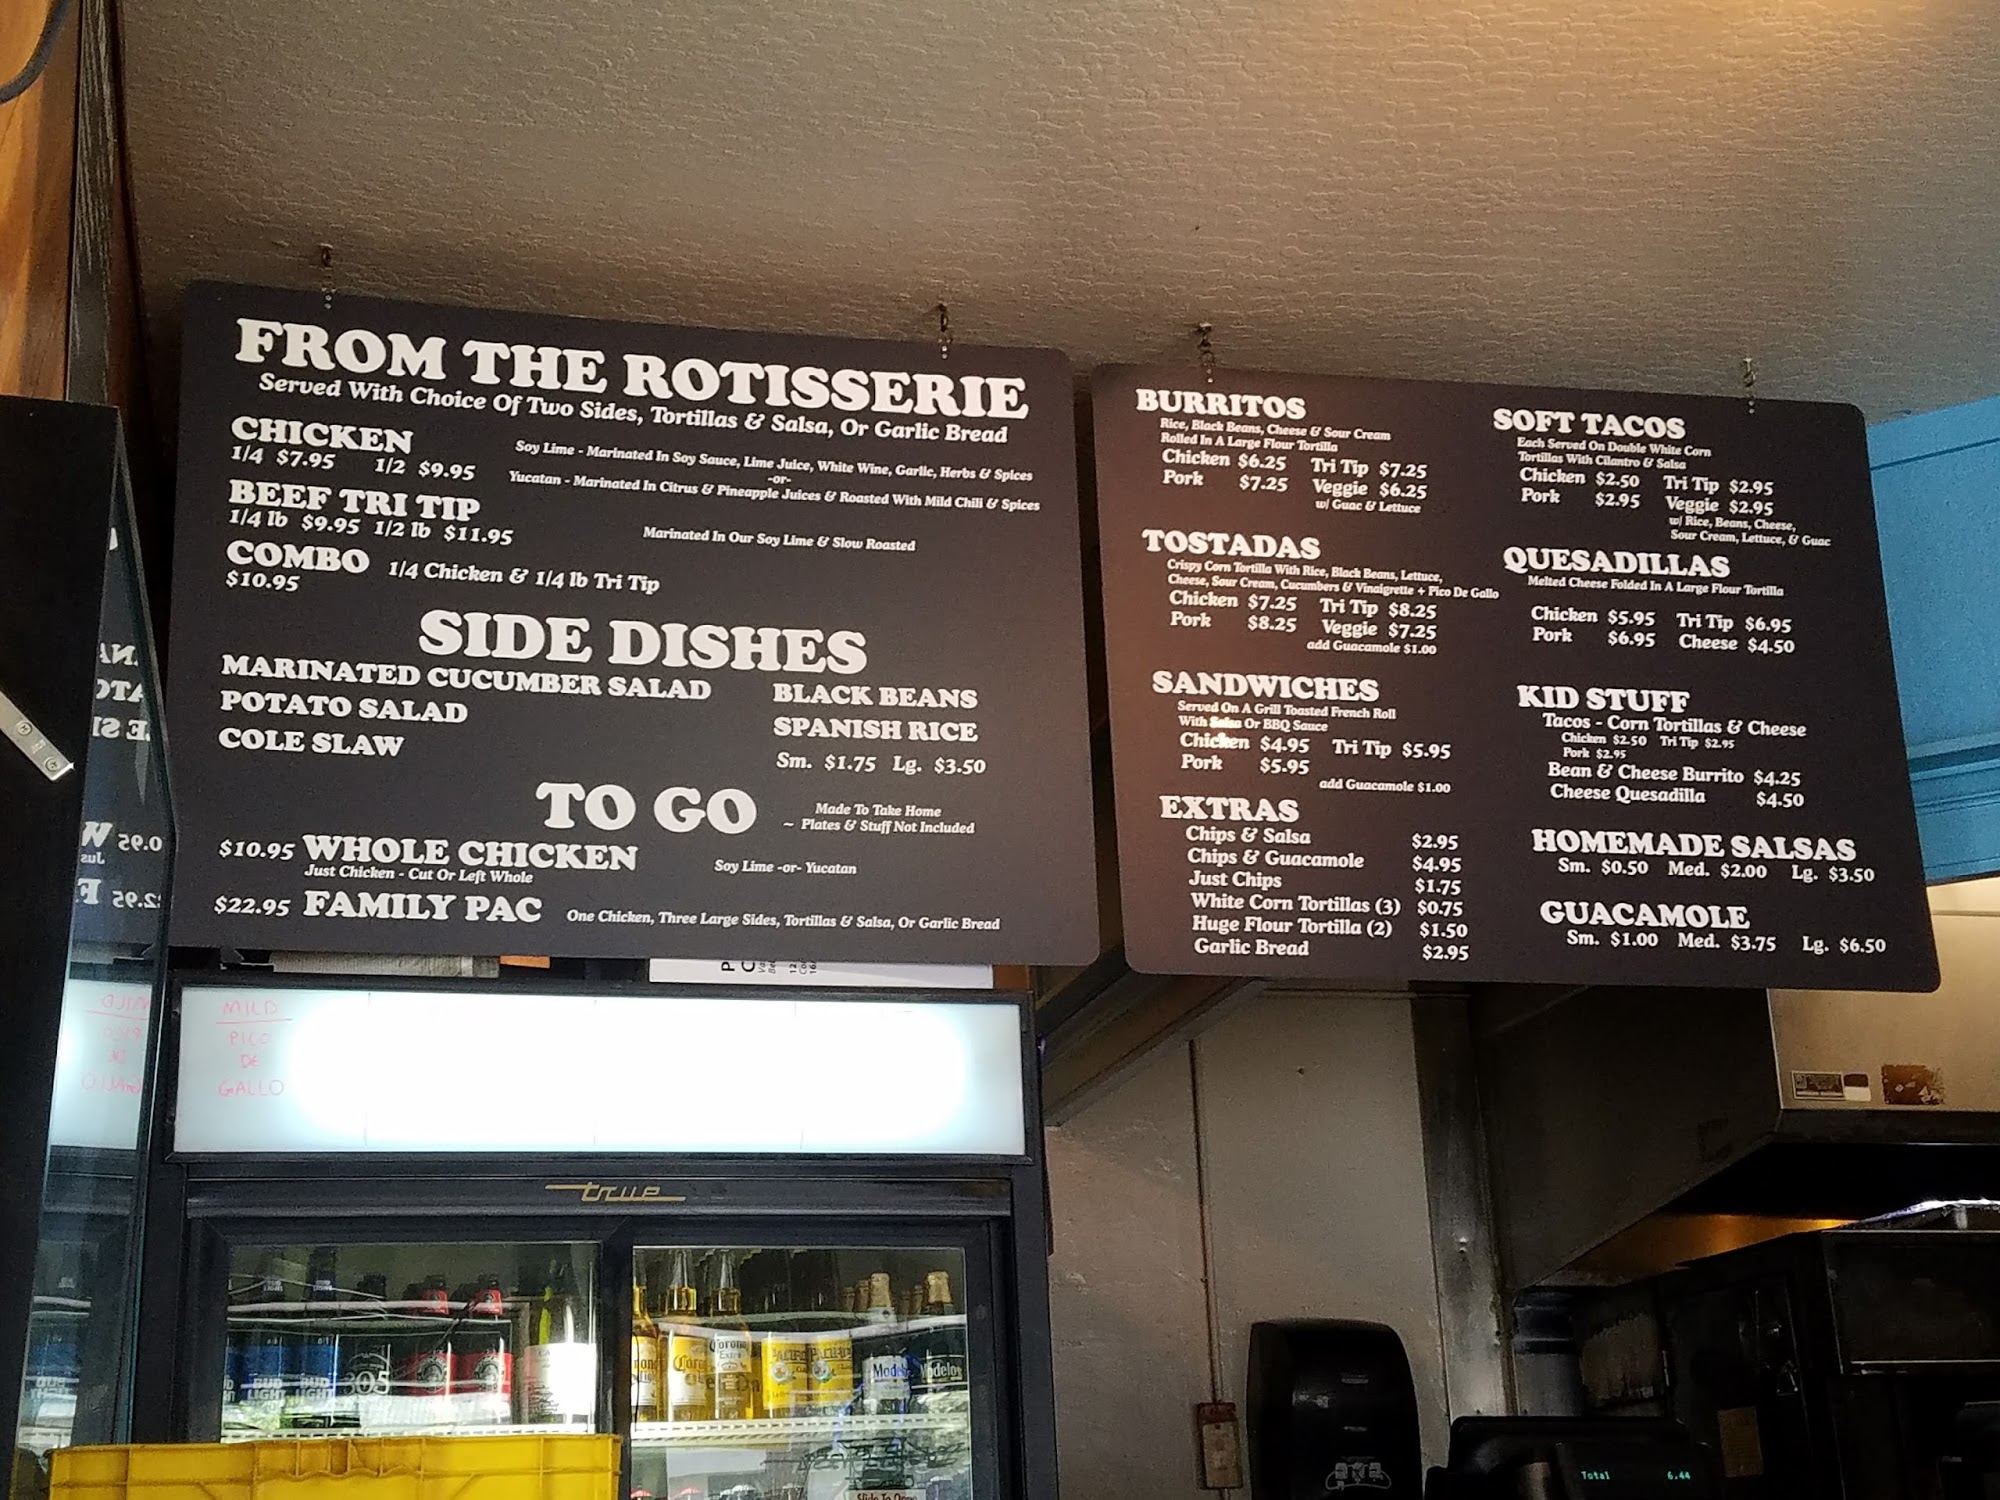 FROM THE ROTISSERIE
Served With Choice Of Two Sides, Tortillas & Salsa, Or Garlic Bread
CHICKEN
1/4 $7.95 1/2 $9.95
Soy Lime - Marinated In Soy Sauce, Lime Juice, White Wine, Garlic, Herbs & Spices
-or-
Yucatan - Marinated In Citrus & Pineapple Juices & Roasted With Mild Chili & Spices
BEEF TRI TIP
1/4 lb $9.95 1/2 lb $11.95
Marinated In Our Soy Lime & Slow Roasted
COMBO 1/4 Chicken & 1/4 lb Tri Tip
$10.95
SIDE DISHES
MARINATED CUCUMBER SALAD
POTATO SALAD
COLE SLAW
BLACK BEANS
SPANISH RICE
Sm. $1.75 Lg. $3.50
TO GO
Made To Take Home
~ Plates & Stuff Not Included
$10.95 WHOLE CHICKEN
Just Chicken - Cut Or Left Whole
Soy Lime -or- Yucatan
$22.95 FAMILY PAC One Chicken, Three Large Sides, Tortillas & Salsa, Or Garlic Bread
BURRITOS
Rice, Black Beans, Cheese & Sour Cream
Rolled In A Large Flour Tortilla
Chicken $6.25 Tri Tip $7.25
Pork $7.25 Veggie $6.25
w/ Guac & Lettuce
TOSTADAS
Crispy Corn Tortilla With Rice, Black Beans, Lettuce,
Cheese, Sour Cream, Cucumbers & Vinaigrette + Pico De Gallo
Chicken $7.25 Tri Tip $8.25
Pork $8.25 Veggie $7.25
add Guacamole $1.00
SANDWICHES
Served On A Grill Toasted French Roll
With Salsa Or BBQ Sauce
Chicken $4.95 Tri Tip $5.95
Pork $5.95
add Guacamole $1.00
EXTRAS
Chips & Salsa $2.95
Chips & Guacamole $4.95
Just Chips $1.75
White Corn Tortillas (3) $0.75
Huge Flour Tortilla (2) $1.50
Garlic Bread $2.95
SOFT TACOS
Each Served On Double White Corn
Tortillas With Cilantro & Salsa
Chicken $2.50 Tri Tip $2.95
Pork $2.95 Veggie $2.95
w/ Rice, Beans, Cheese,
Sour Cream, Lettuce, & Guac
QUESADILLAS
Melted Cheese Folded In A Large Flour Tortilla
Chicken $5.95 Tri Tip $6.95
Pork $6.95 Cheese $4.50
KID STUFF
Tacos - Corn Tortillas & Cheese
Chicken $2.50 Tri Tip $2.95
Pork $2.95
Bean & Cheese Burrito $4.25
Cheese Quesadilla $4.50
HOMEMADE SALSAS
Sm. $0.50 Med. $2.00 Lg. $3.50
GUACAMOLE
Sm. $1.00 Med. $3.75 Lg. $6.50
MILD
PICO
DE
GALLO
true
BUD LIGHT
BUD LIGHT
805
Corona Extra
PACIFICO
Modelo
Modelo
Total 6.44